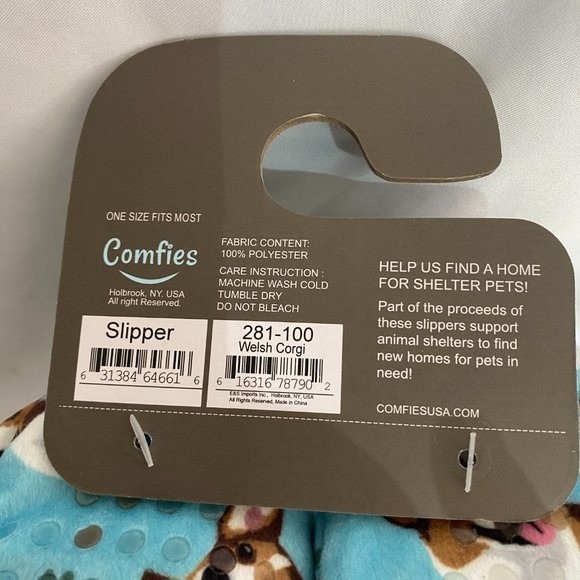 ONE SIZE FITS MOST
Comfies
Holbrook, NY. USA
All right Reserved.
FABRIC CONTENT:
100% POLYESTER
CARE INSTRUCTION :
MACHINE WASH COLD
TUMBLE DRY
DO NOT BLEACH
HELP US FIND A HOME
FOR SHELTER PETS!
Part of the proceeds of
these slippers support
animal shelters to find
new homes for pets in
need!
COMFIESUSA.COM
Slipper
6 31384 64661 6
281-100
Welsh Corgi
6 16316 78790 2
E&S Imports Inc., Holbrook, NY, USA
All Rights Reserved, Made in China